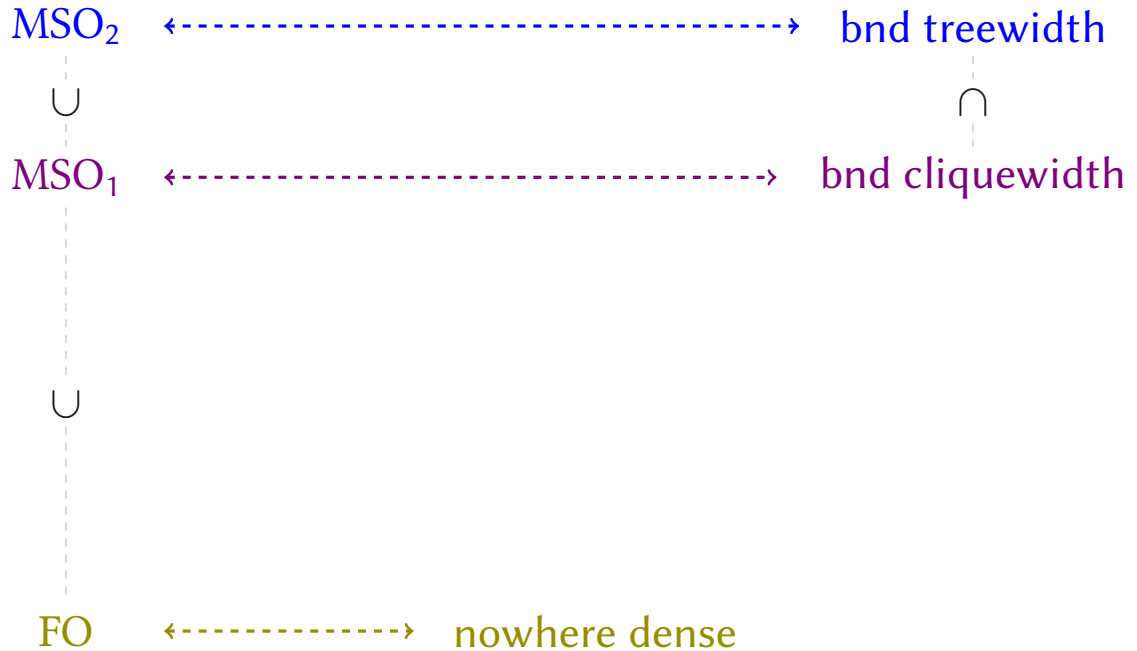 MSO₂ bnd treewidth
∪ ∩
MSO₁ bnd cliquewidth
∪
FO nowhere dense